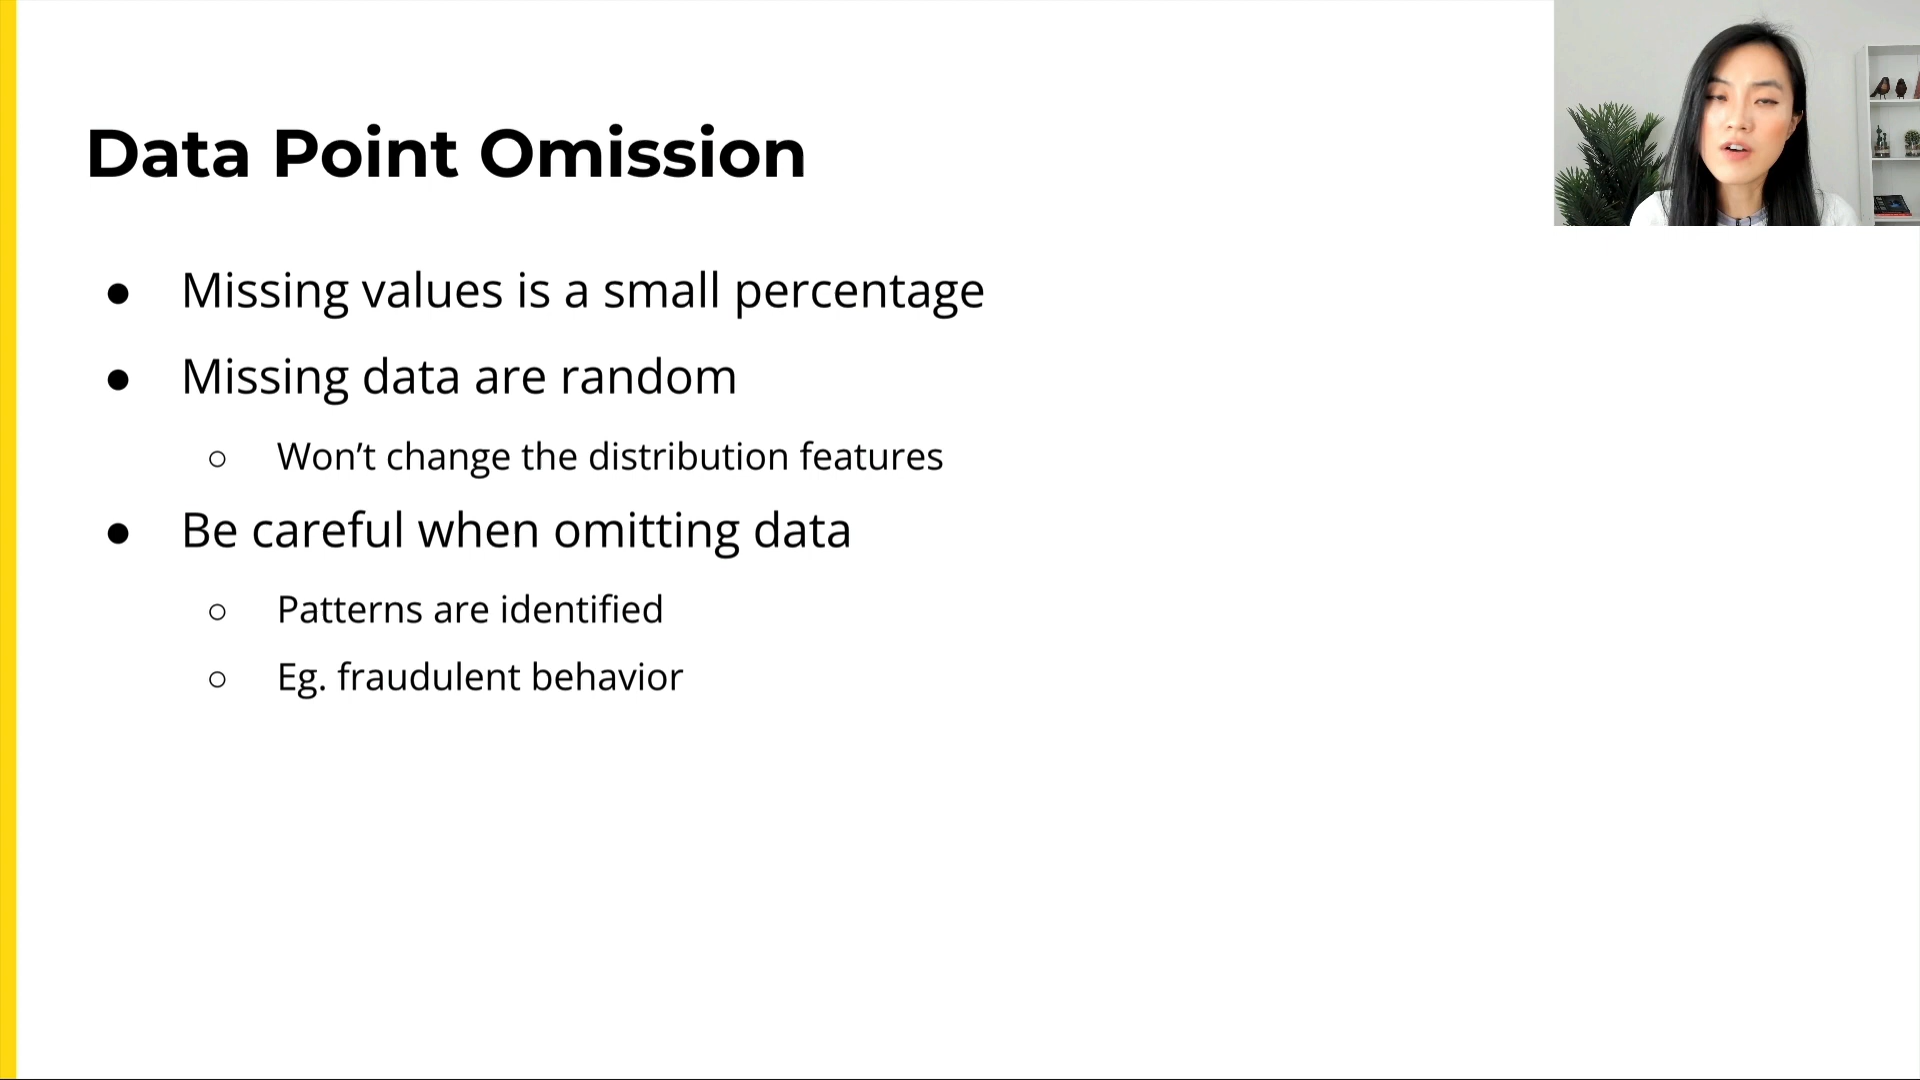 Data Point Omission
● Missing values is a small percentage
● Missing data are random
○ Won’t change the distribution features
● Be careful when omitting data
○ Patterns are identified
○ Eg. fraudulent behavior